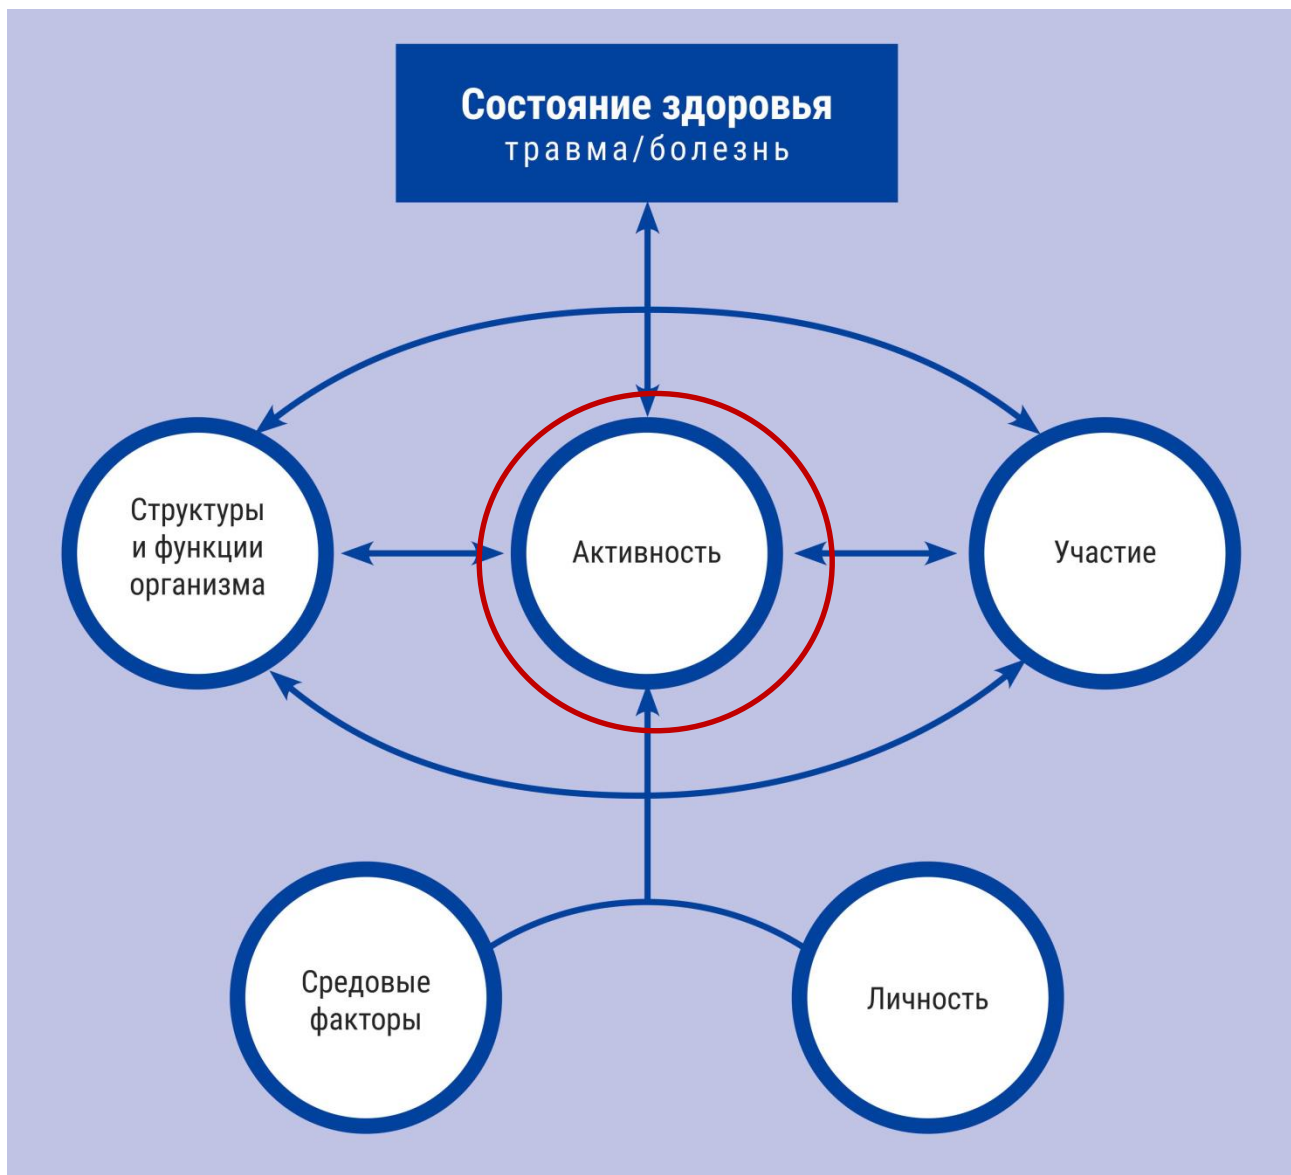 Состояние здоровья
травма/болезнь
Структуры
и функции
организма
Активность
Участие
Средовые
факторы
Личность